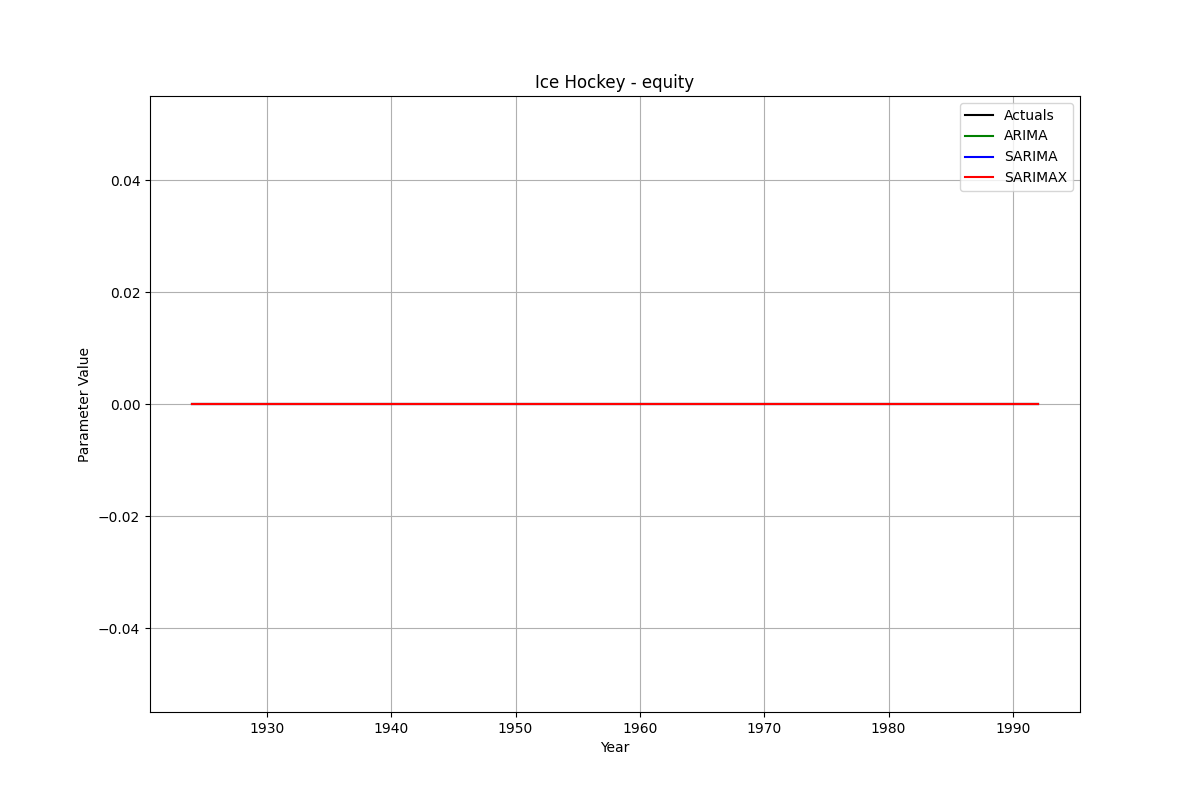 Ice Hockey - equity
Actuals
ARIMA
SARIMA
SARIMAX
0.04
0.02
0.00
−0.02
−0.04
Parameter Value
1930 1940 1950 1960 1970 1980 1990
Year